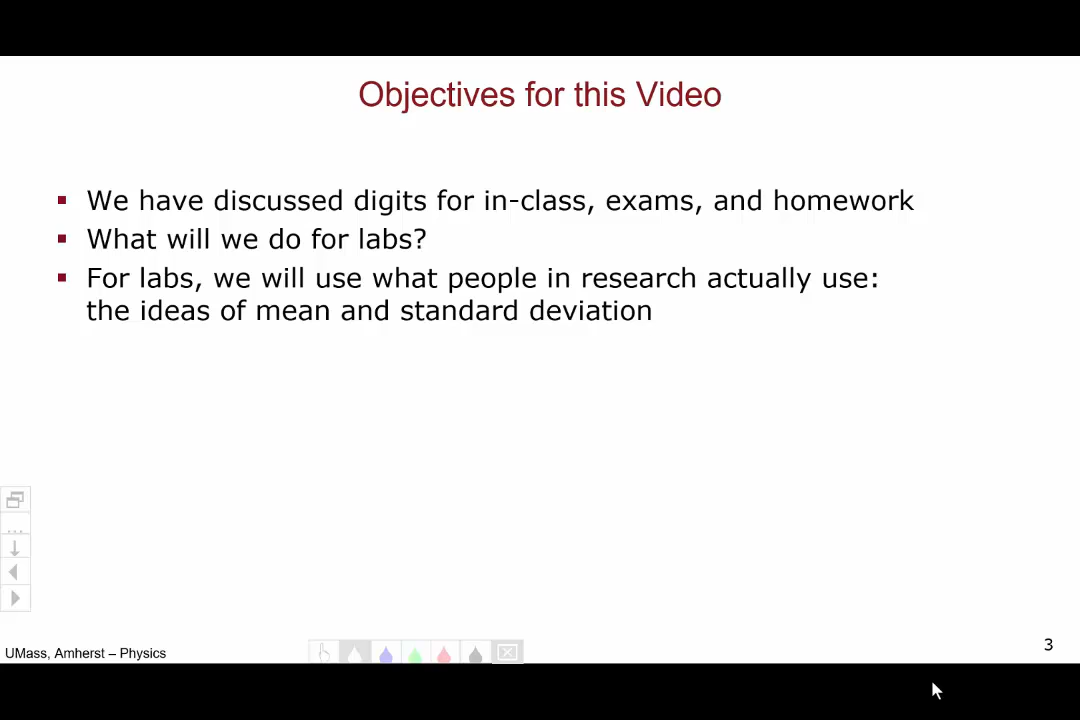 Objectives for this Video
▪ We have discussed digits for in-class, exams, and homework
▪ What will we do for labs?
▪ For labs, we will use what people in research actually use:
the ideas of mean and standard deviation
UMass, Amherst – Physics
3